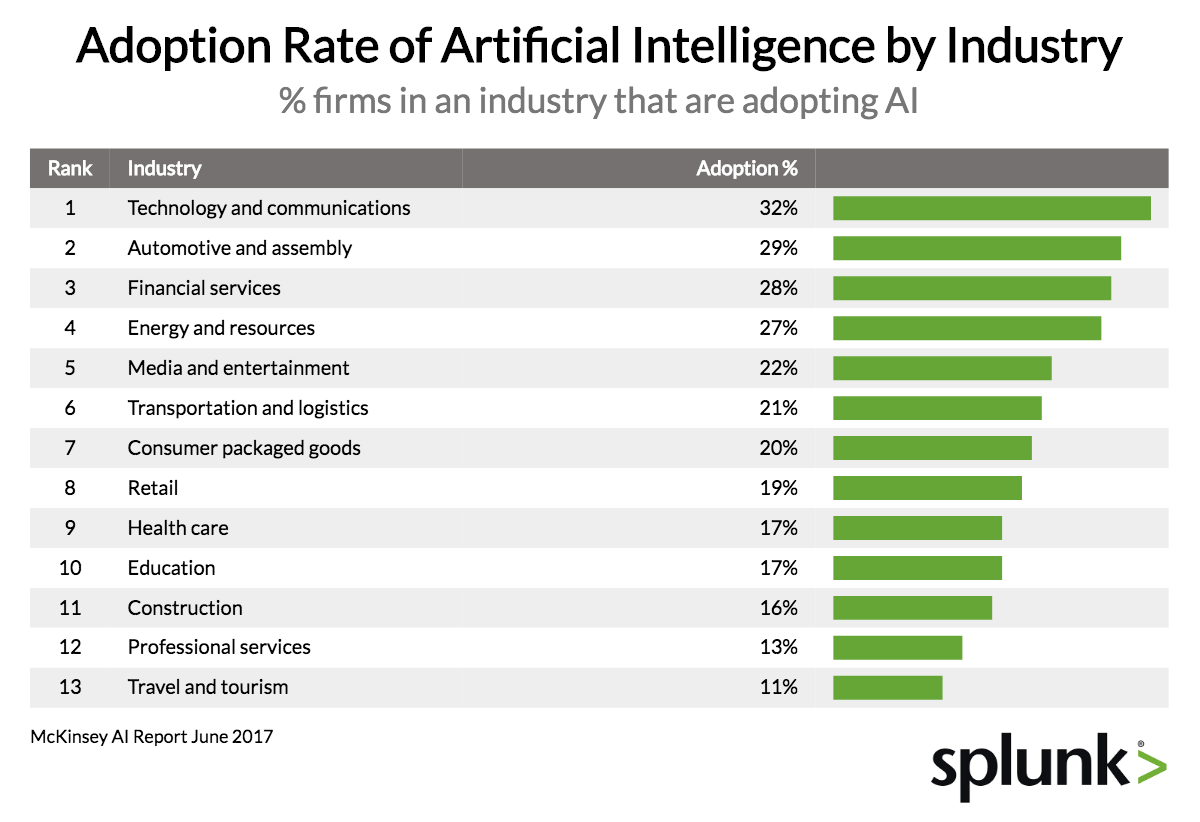 Adoption Rate of Artificial Intelligence by Industry
% firms in an industry that are adopting AI
Rank Industry Adoption %
1 Technology and communications 32%
2 Automotive and assembly 29%
3 Financial services 28%
4 Energy and resources 27%
5 Media and entertainment 22%
6 Transportation and logistics 21%
7 Consumer packaged goods 20%
8 Retail 19%
9 Health care 17%
10 Education 17%
11 Construction 16%
12 Professional services 13%
13 Travel and tourism 11%
McKinsey AI Report June 2017
splunk>®